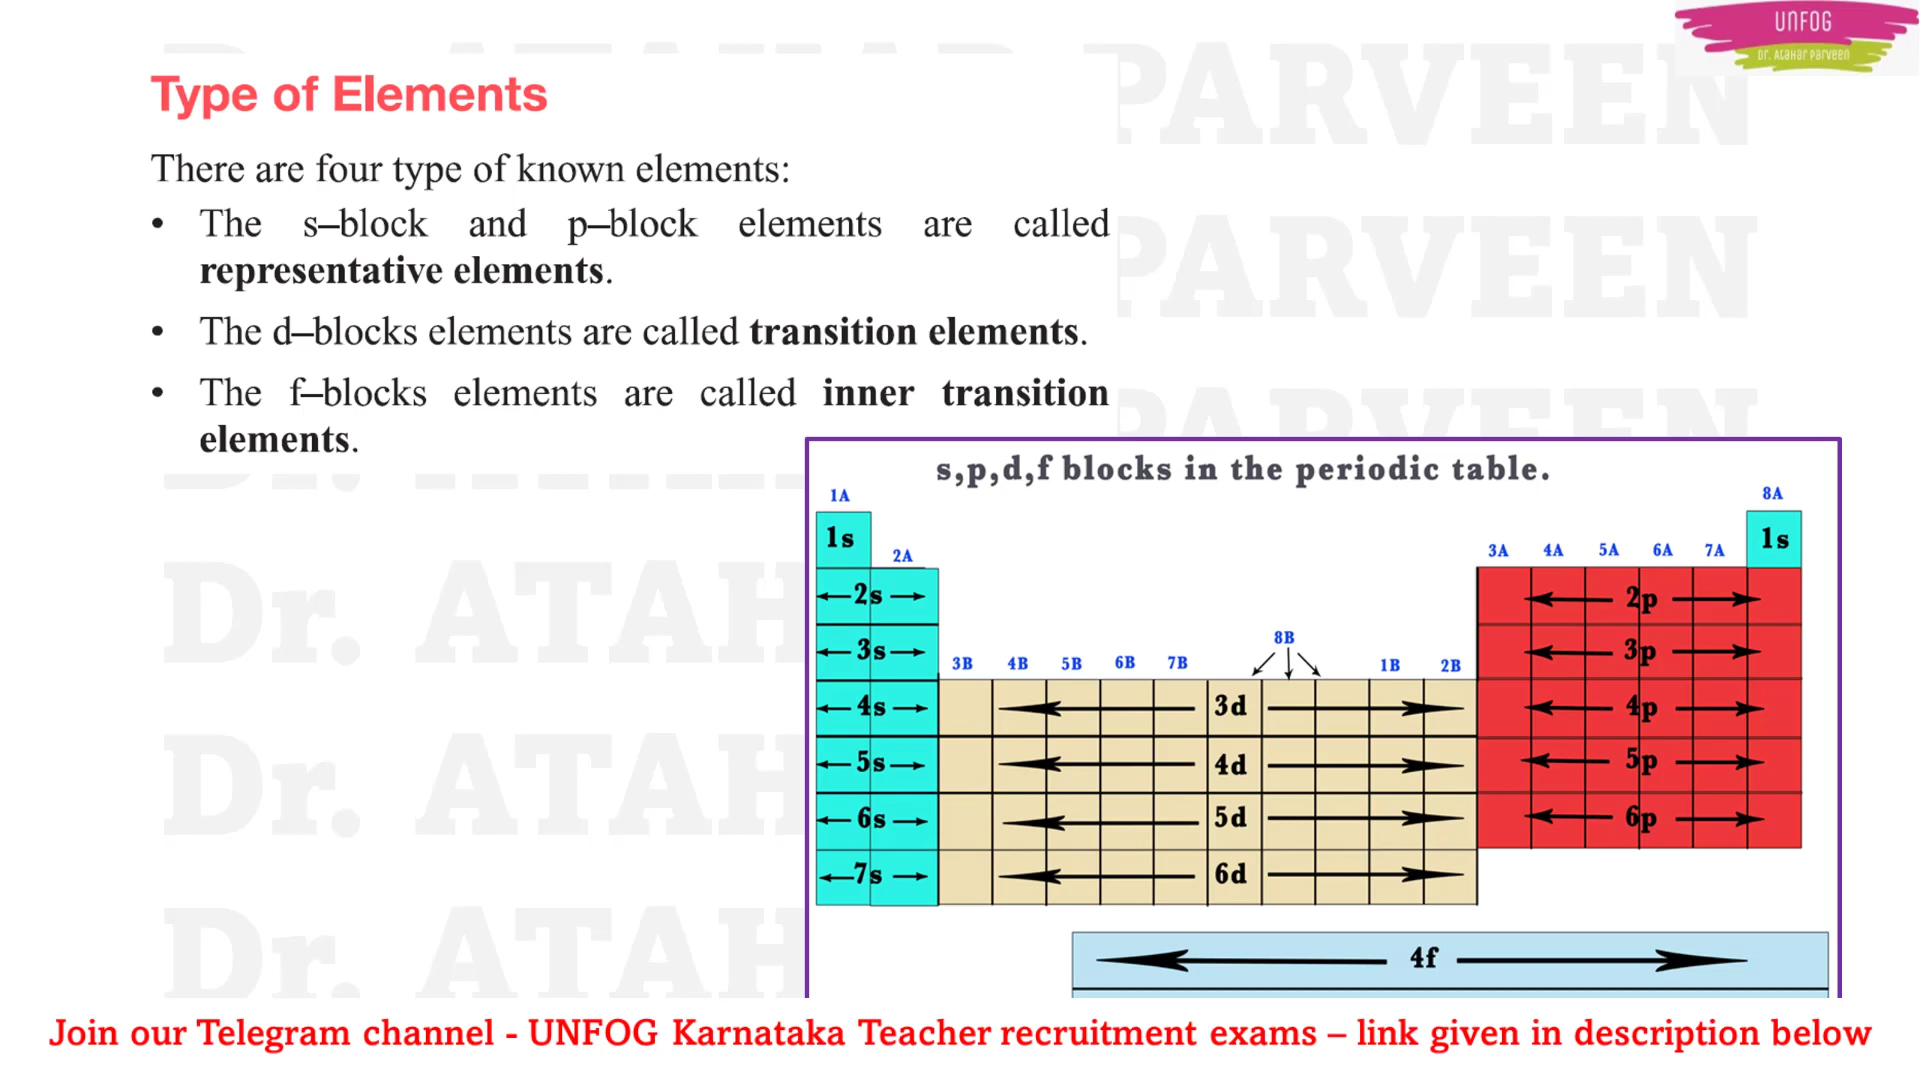 UNFOG
Dr. Atahar Parveen
PARVEEN
Type of Elements
There are four type of known elements:
• The s–block and p–block elements are called
representative elements.
PARVEEN
• The d–blocks elements are called transition elements.
• The f–blocks elements are called inner transition
elements.
PARVEEN
s,p,d,f blocks in the periodic table.
1A
8A
1s
1s
2A
3A 4A 5A 6A 7A
2s
2p
3s
3p
8B
3B 4B 5B 6B 7B
1B 2B
4s
3d
4p
5s
4d
5p
6s
5d
6p
7s
6d
4f
Dr. ATAH
Dr. ATAH
Dr. ATAH
Join our Telegram channel - UNFOG Karnataka Teacher recruitment exams – link given in description below